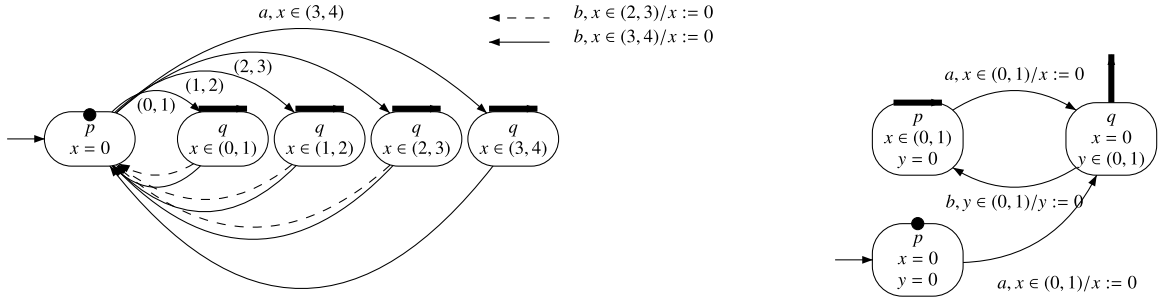 a, x ∈ (3, 4)
b, x ∈ (2, 3)/x := 0
b, x ∈ (3, 4)/x := 0
(2, 3)
(1, 2)
(0, 1)
p
x = 0
q
x ∈ (0, 1)
q
x ∈ (1, 2)
q
x ∈ (2, 3)
q
x ∈ (3, 4)
a, x ∈ (0, 1)/x := 0
p
x ∈ (0, 1)
y = 0
q
x = 0
y ∈ (0, 1)
b, y ∈ (0, 1)/y := 0
p
x = 0
y = 0
a, x ∈ (0, 1)/x := 0